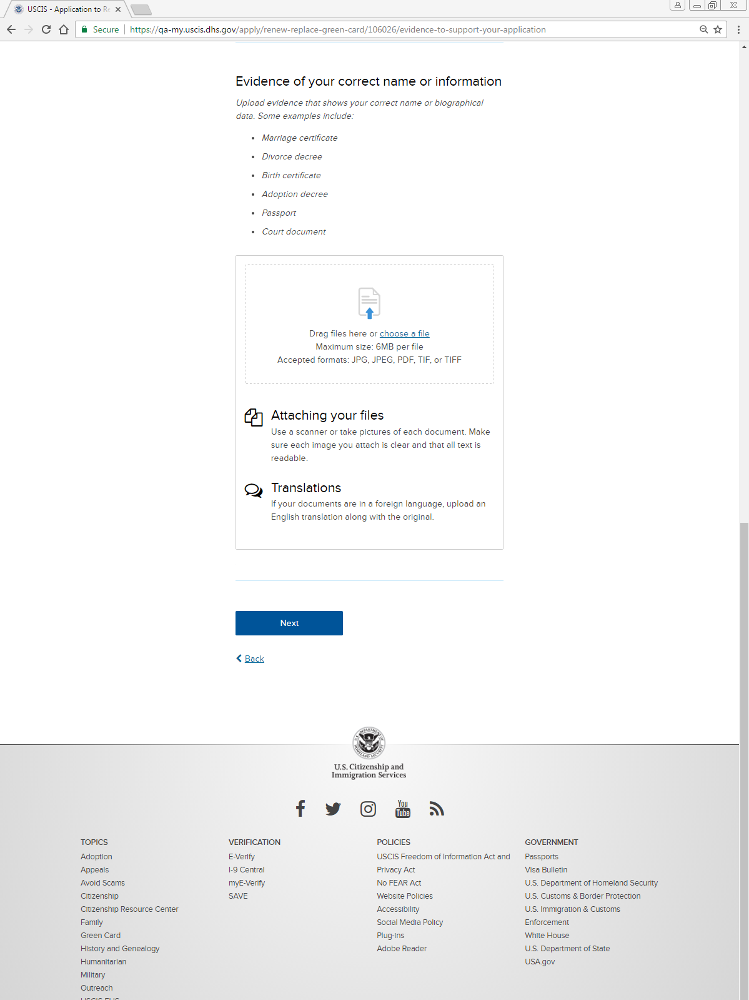 USCIS - Application to Re
Secure
https://qa-my.uscis.dhs.gov/apply/renew-replace-green-card/106026/evidence-to-support-your-application
Evidence of your correct name or information
Upload evidence that shows your correct name or biographical
data. Some examples include:
• Marriage certificate
• Divorce decree
• Birth certificate
• Adoption decree
• Passport
• Court document
Drag files here or choose a file
Maximum size: 6MB per file
Accepted formats: JPG, JPEG, PDF, TIF, or TIFF
Attaching your files
Use a scanner or take pictures of each document. Make
sure each image you attach is clear and that all text is
readable.
Translations
If your documents are in a foreign language, upload an
English translation along with the original.
Next
Back
U.S. DEPARTMENT OF HOMELAND SECURITY
U.S. Citizenship and
Immigration Services
You
Tube
TOPICS
Adoption
Appeals
Avoid Scams
Citizenship
Citizenship Resource Center
Family
Green Card
History and Genealogy
Humanitarian
Military
Outreach
USCIS ELIS
VERIFICATION
E-Verify
I-9 Central
myE-Verify
SAVE
POLICIES
USCIS Freedom of Information Act and
Privacy Act
No FEAR Act
Website Policies
Accessibility
Social Media Policy
Plug-ins
Adobe Reader
GOVERNMENT
Passports
Visa Bulletin
U.S. Department of Homeland Security
U.S. Customs & Border Protection
U.S. Immigration & Customs
Enforcement
White House
U.S. Department of State
USA.gov